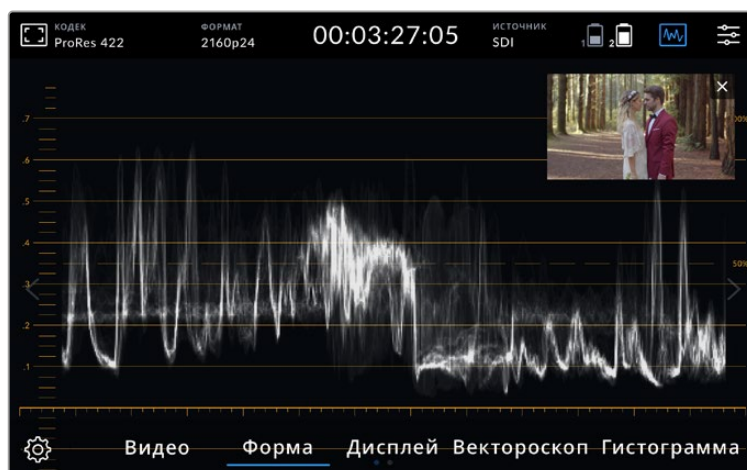 КОДЕК
ProRes 422
ФОРМАТ
2160p24
00:03:27:05
ИСТОЧНИК
SDI
1
2
.7
.6
.5
.4
.3
.2
.1
50%
Видео
Форма
Дисплей
Вектороскоп
Гистограмма